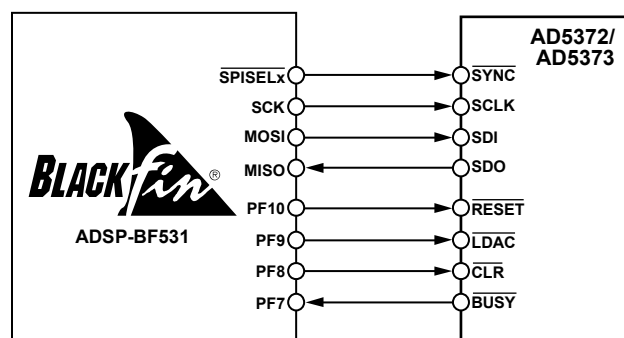 AD5372/
AD5373
SPISELx
SYNC
SCK
SCLK
MOSI
SDI
MISO
SDO
BLACKfin®
ADSP-BF531
PF10
RESET
PF9
LDAC
PF8
CLR
PF7
BUSY